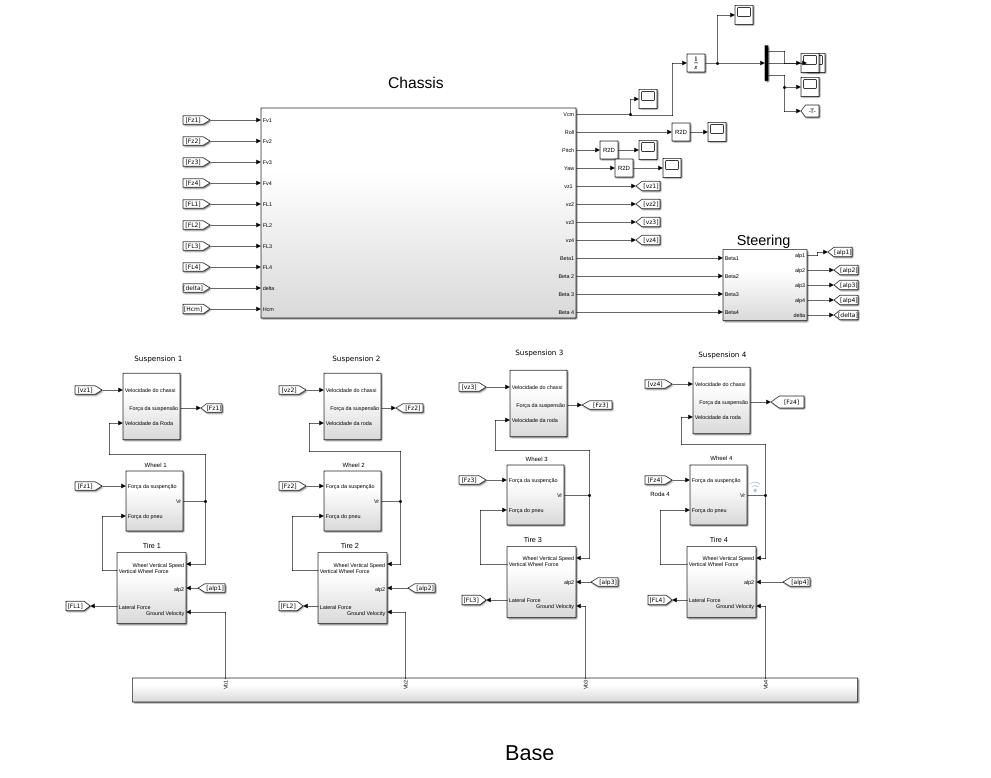 Chassis
1
s
-T-
[Fz1] Fv1 Vcm
[Fz2] Fv2 Roll R2D
[Fz3] Fv3 Pitch R2D
[Fz4] Fv4 Yaw R2D
[FL1] FL1 vz1 [vz1]
[FL2] FL2 vz2 [vz2]
[FL3] FL3 vz3 [vz3]
[FL4] FL4 vz4 [vz4]
[delta] delta Beta1
[Hcm] Hcm Beta 2
Beta 3
Beta 4
Steering
Beta1 alp1 [alp1]
Beta2 alp2 [alp2]
Beta3 alp3 [alp3]
Beta4 alp4 [alp4]
delta [delta]
Suspension 1
[vz1] Velocidade do chassi
Força da suspensão [Fz1]
Velocidade da Roda
Suspension 2
[vz2] Velocidade do chassi
Força da suspensão [Fz2]
Velocidade da roda
Suspension 3
[vz3] Velocidade do chassi
Força da suspensão [Fz3]
Velocidade da roda
Suspension 4
[vz4] Velocidade do chassi
Força da suspensão [Fz4]
Velocidade da roda
Wheel 1
[Fz1] Força da suspenção
Vr
Força do pneu
Wheel 2
[Fz2] Força da suspenção
Vr
Força do pneu
Wheel 3
[Fz3] Força da suspenção
Vr
Força do pneu
Wheel 4
[Fz4] Força da suspenção
Roda 4 Vr
Força do pneu
Tire 1
Wheel Vertical Speed
Vertical Wheel Force
alp2 [alp1]
[FL1] Lateral Force
Ground Velocity
Tire 2
Wheel Vertical Speed
Vertical Wheel Force
alp2 [alp2]
[FL2] Lateral Force
Ground Velocity
Tire 3
Wheel Vertical Speed
Vertical Wheel Force
alp2 [alp3]
[FL3] Lateral Force
Ground Velocity
Tire 4
Wheel Vertical Speed
Vertical Wheel Force
alp2 [alp4]
[FL4] Lateral Force
Ground Velocity
Vb1 Vb2 Vb3 Vb4
Base